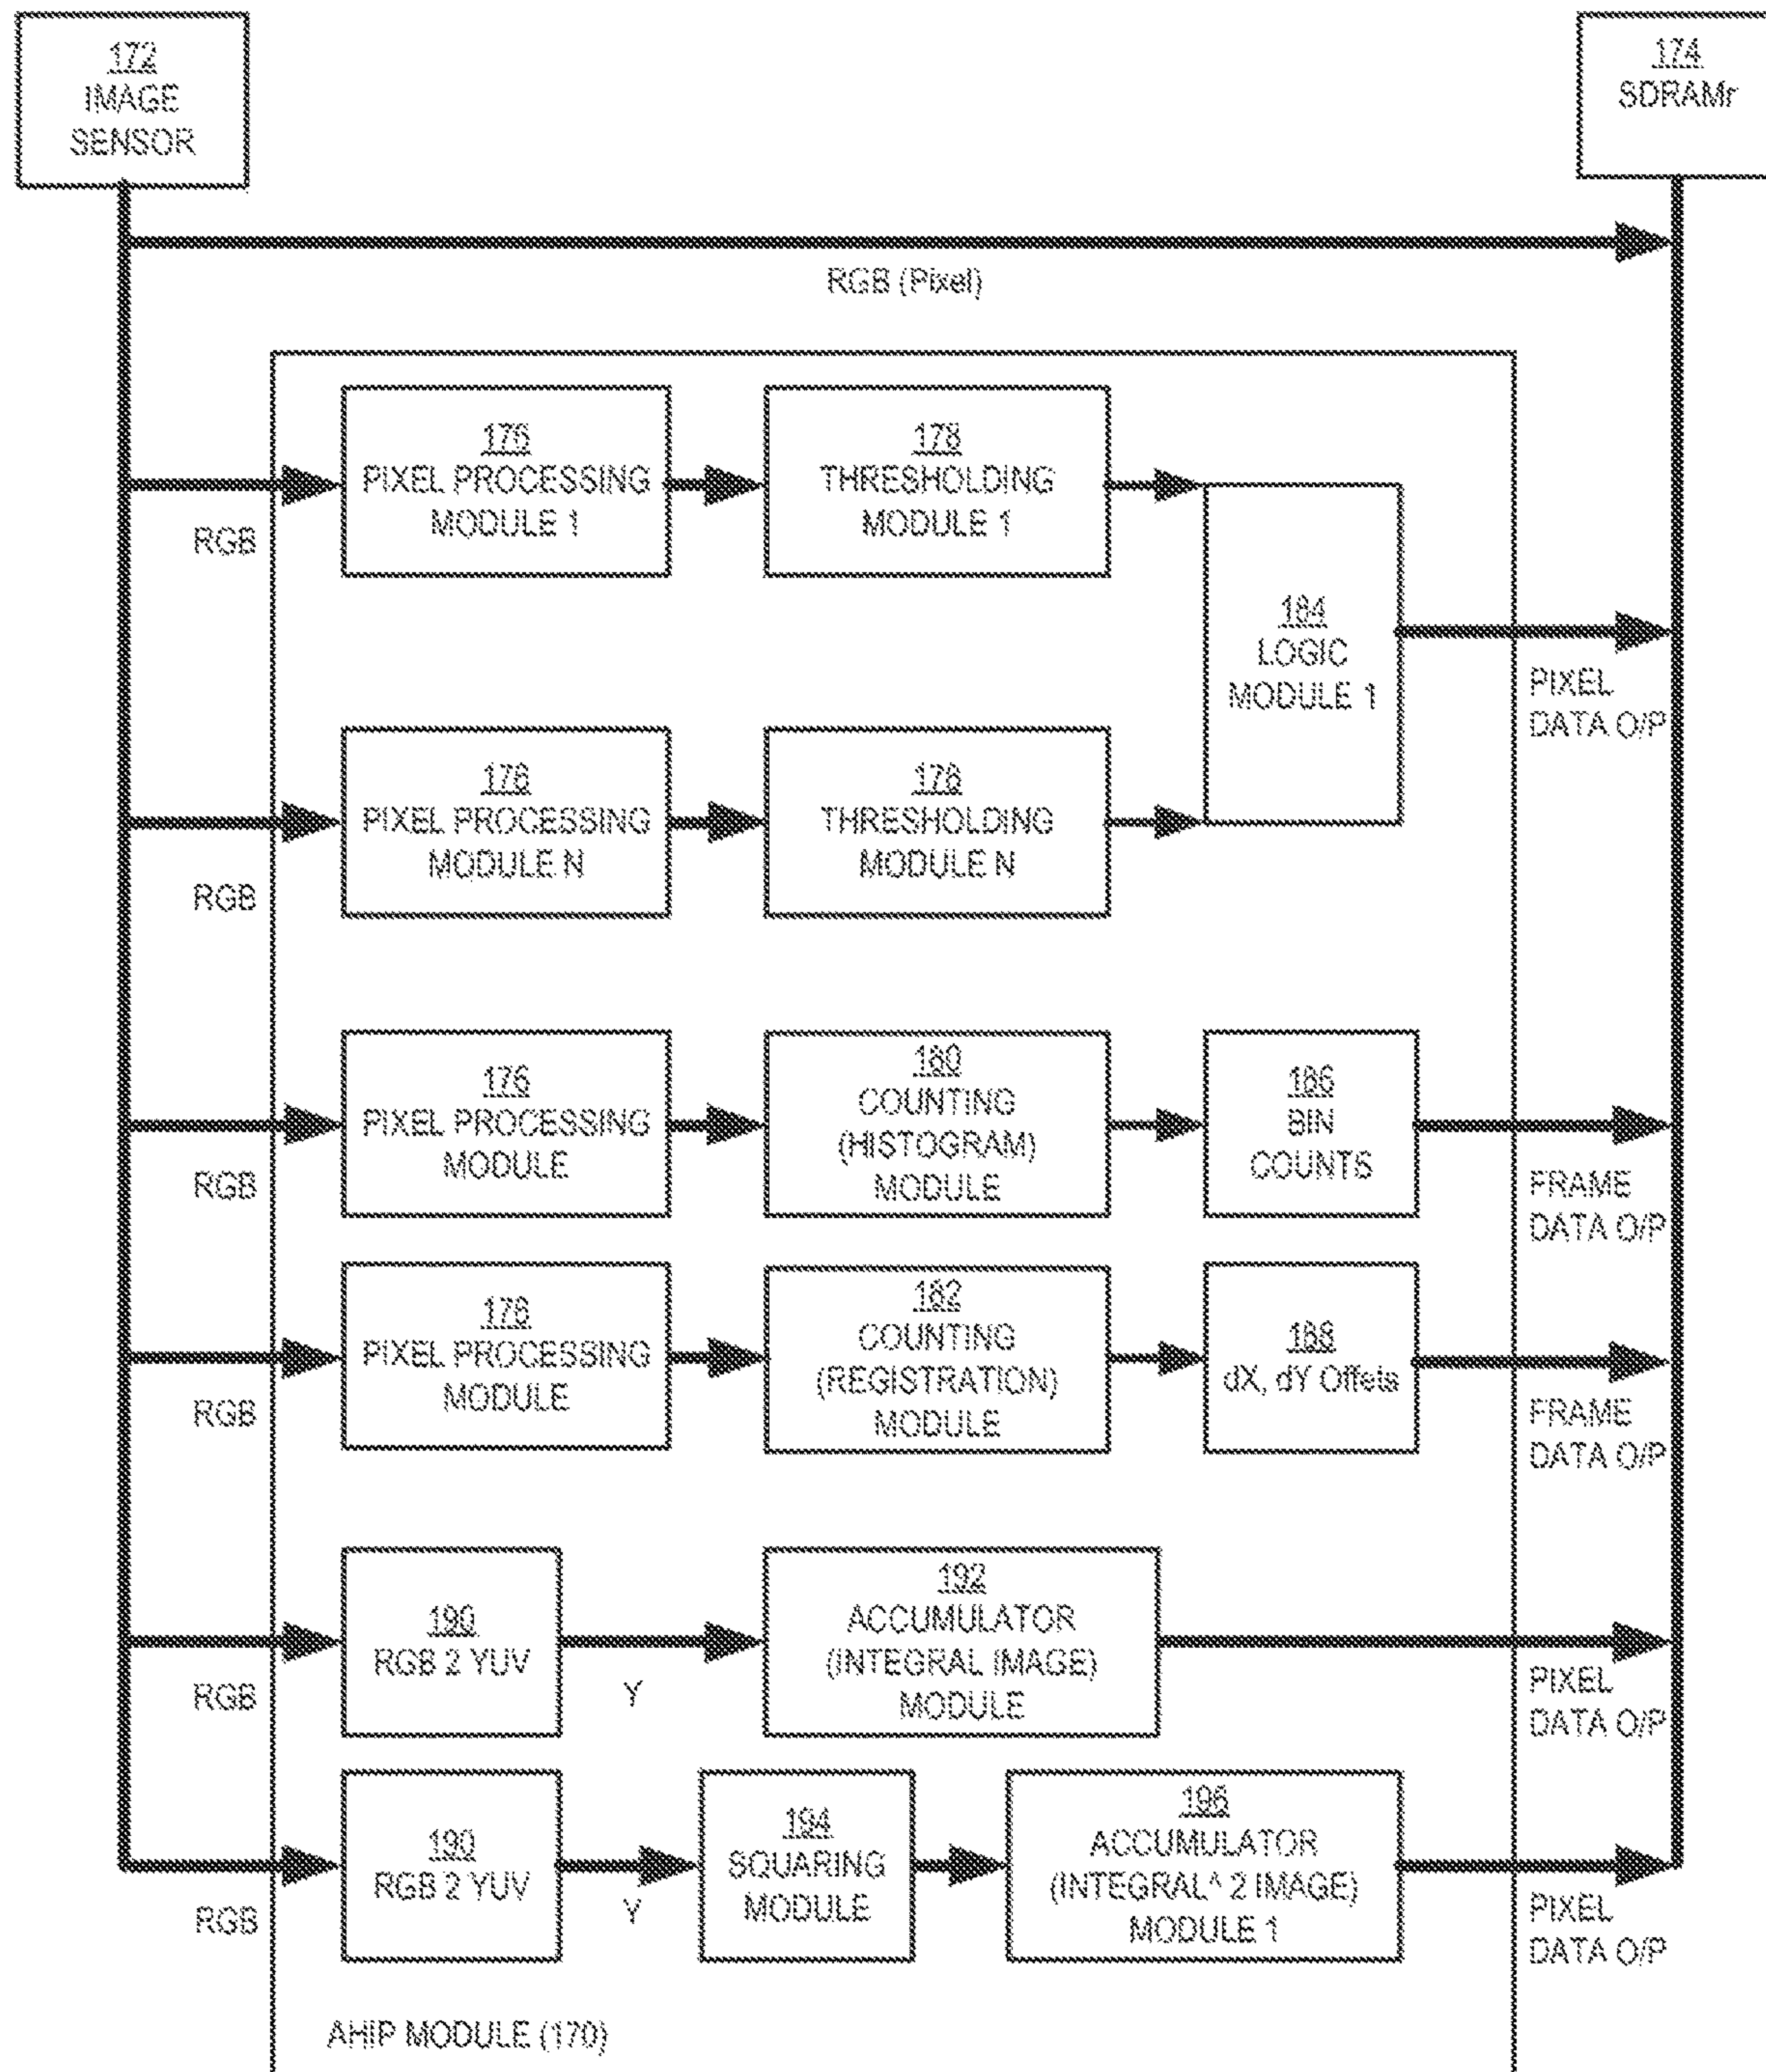 172
IMAGE
SENSOR
174
SDRAMr
RGB (Pixel)
176
PIXEL PROCESSING
MODULE 1
178
THRESHOLDING
MODULE 1
RGB
184
LOGIC
MODULE 1
PIXEL
DATA O/P
176
PIXEL PROCESSING
MODULE N
178
THRESHOLDING
MODULE N
RGB
176
PIXEL PROCESSING
MODULE
180
COUNTING
(HISTOGRAM)
MODULE
186
BIN
COUNTS
RGB
FRAME
DATA O/P
176
PIXEL PROCESSING
MODULE
182
COUNTING
(REGISTRATION)
MODULE
188
dX, dY Offets
RGB
FRAME
DATA O/P
190
RGB 2 YUV
Y
192
ACCUMULATOR
(INTEGRAL IMAGE)
MODULE
RGB
PIXEL
DATA O/P
190
RGB 2 YUV
Y
194
SQUARING
MODULE
196
ACCUMULATOR
(INTEGRAL^ 2 IMAGE)
MODULE 1
RGB
PIXEL
DATA O/P
AHIP MODULE (170)